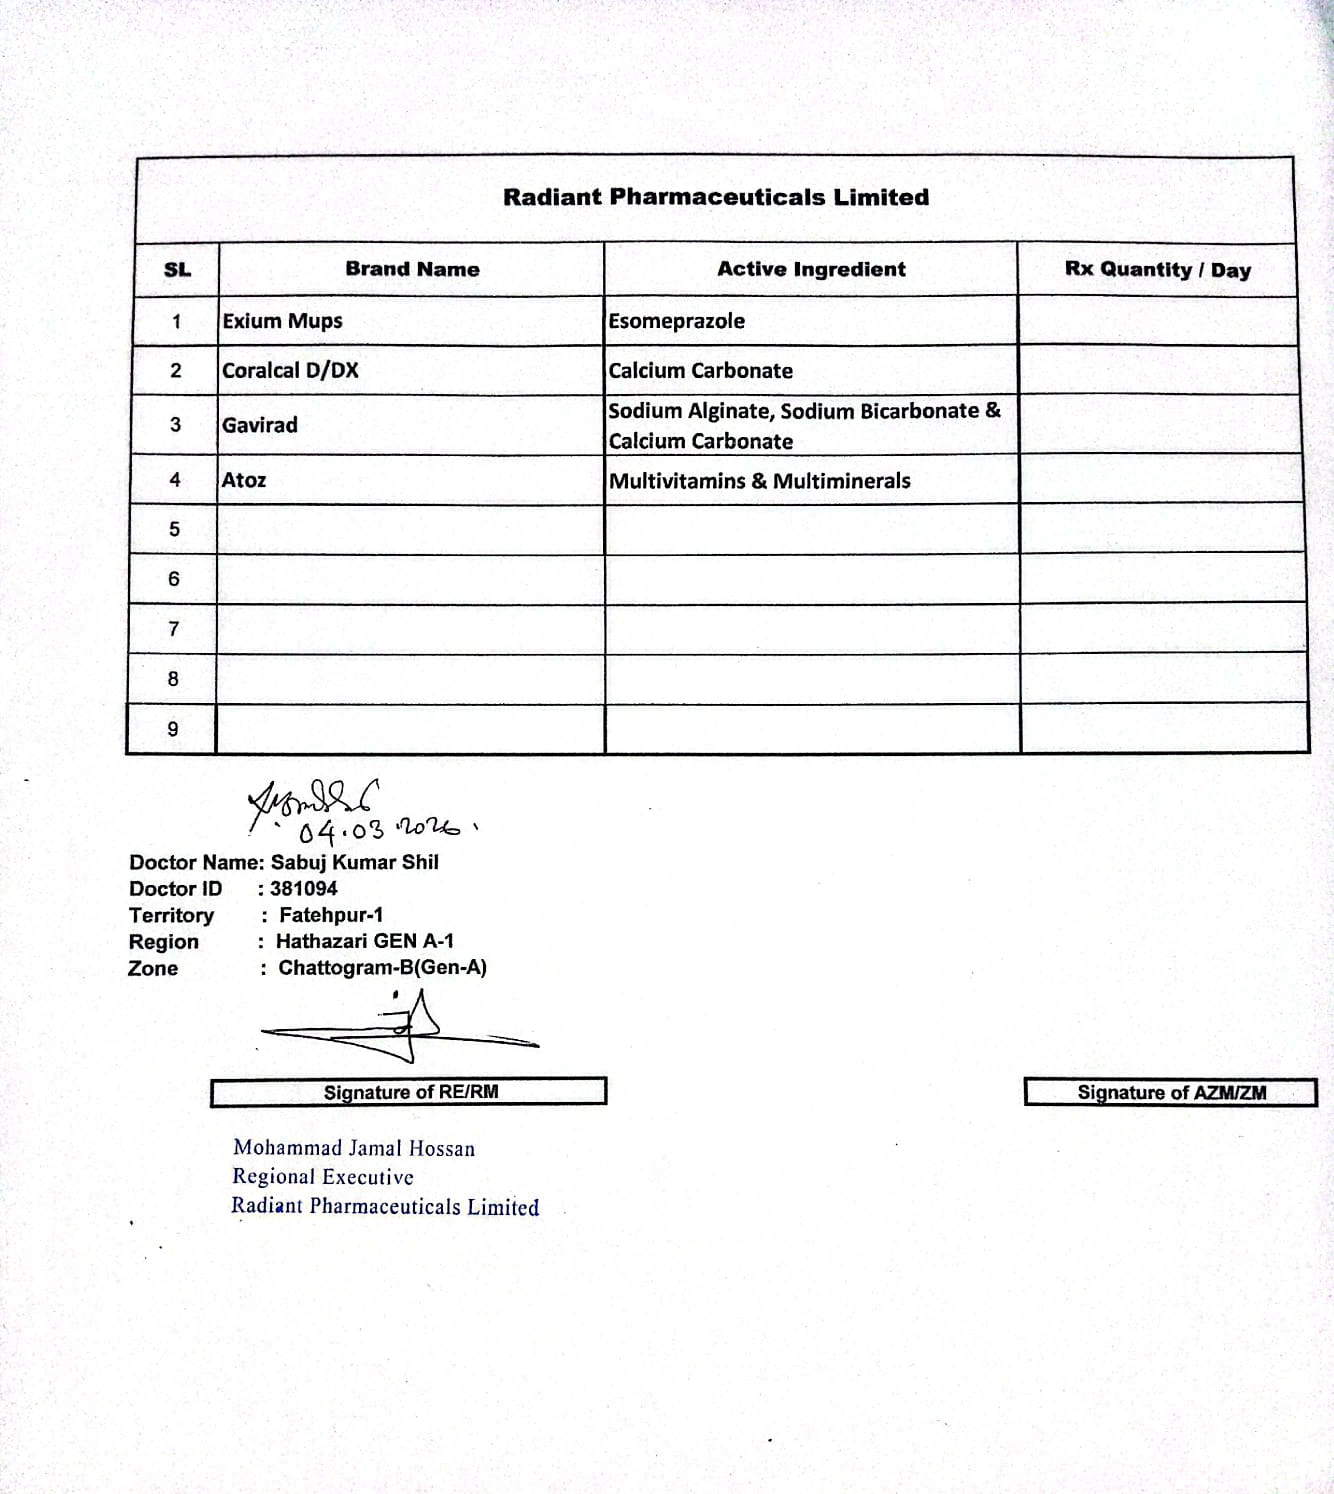 Radiant Pharmaceuticals Limited
SL Brand Name Active Ingredient Rx Quantity / Day
1 Exium Mups Esomeprazole
2 Coralcal D/DX Calcium Carbonate
3 Gavirad Sodium Alginate, Sodium Bicarbonate &
Calcium Carbonate
4 Atoz Multivitamins & Multiminerals
5
6
7
8
9
04.03.2026.
Doctor Name: Sabuj Kumar Shil
Doctor ID : 381094
Territory : Fatehpur-1
Region : Hathazari GEN A-1
Zone : Chattogram-B(Gen-A)
Signature of RE/RM Signature of AZM/ZM
Mohammad Jamal Hossan
Regional Executive
Radiant Pharmaceuticals Limited